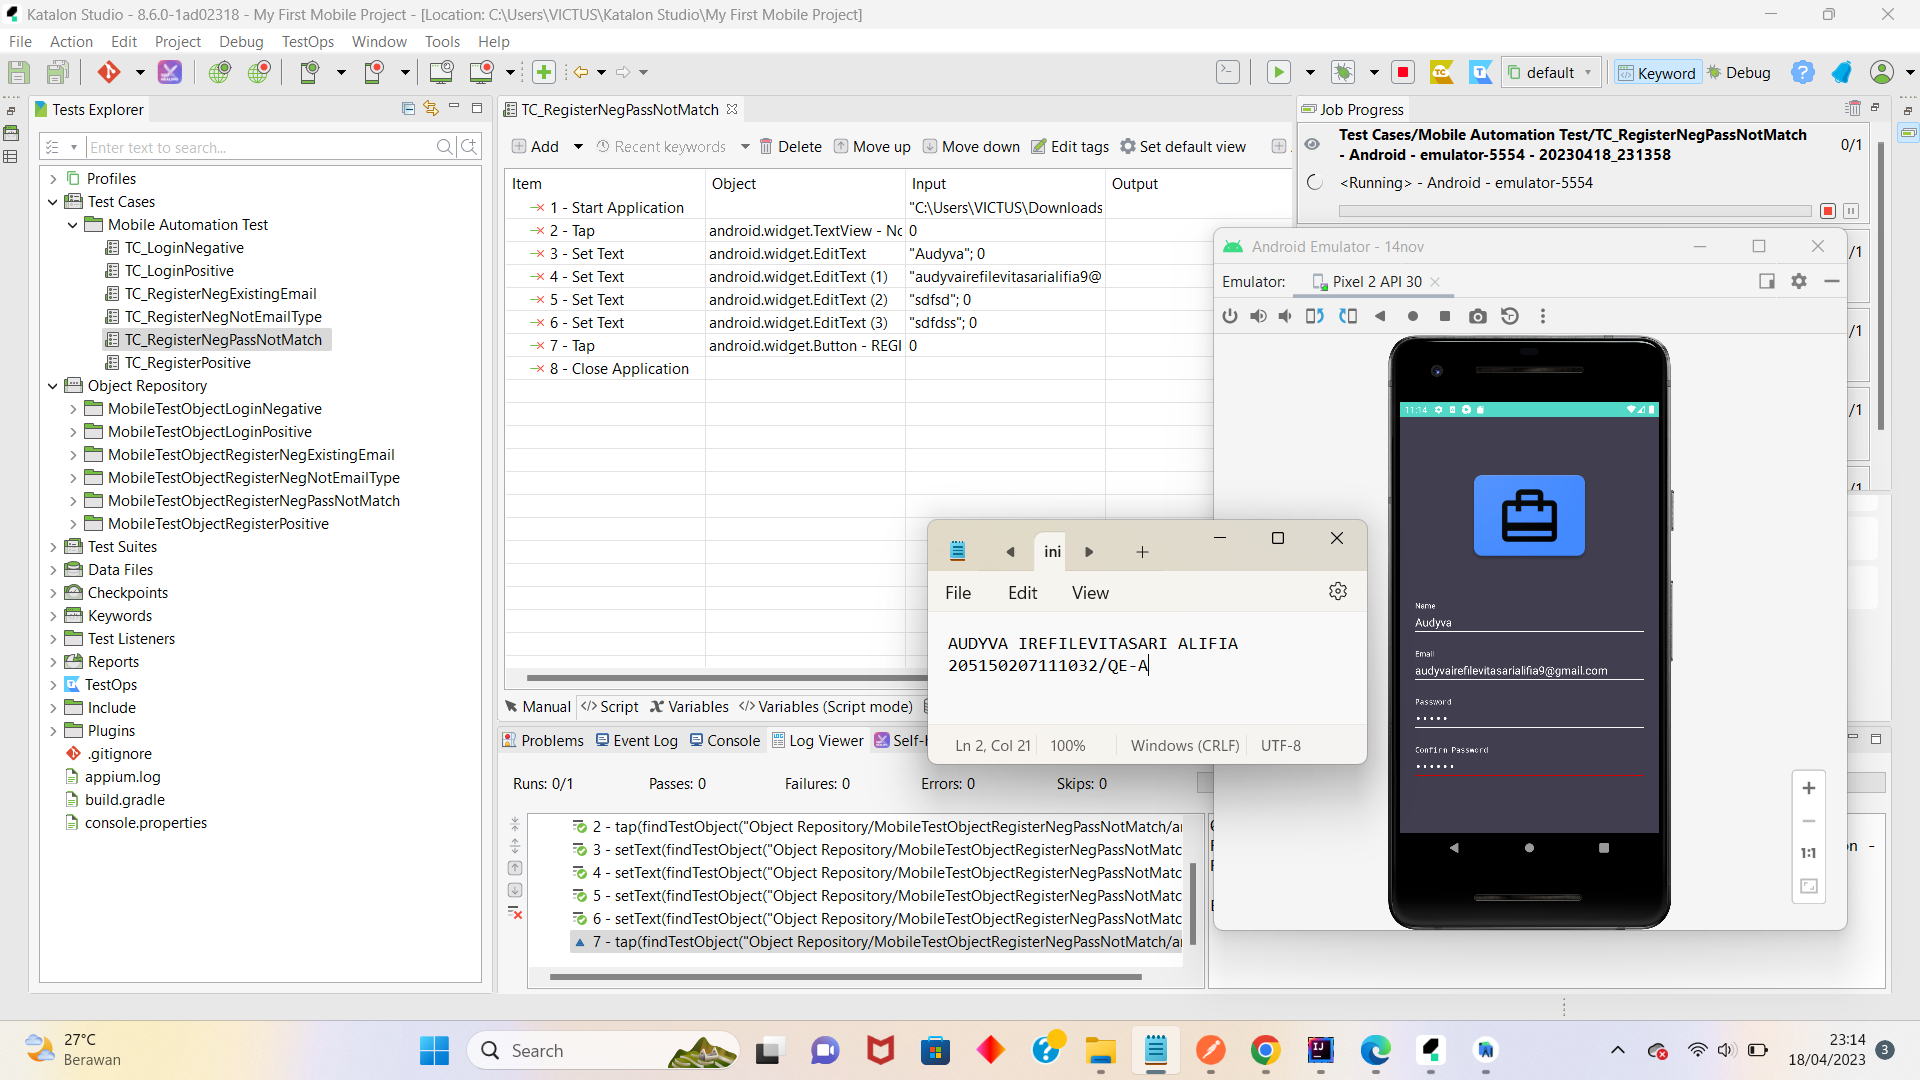 Katalon Studio - 8.6.0-1ad02318 - My First Mobile Project - [Location: C:\Users\VICTUS\Katalon Studio\My First Mobile Project]
File Action Edit Project Debug TestOps Window Tools Help
default
Keyword
Debug
Tests Explorer
Enter text to search...
Profiles
Test Cases
Mobile Automation Test
TC_LoginNegative
TC_LoginPositive
TC_RegisterNegExistingEmail
TC_RegisterNegNotEmailType
TC_RegisterNegPassNotMatch
TC_RegisterPositive
Object Repository
MobileTestObjectLoginNegative
MobileTestObjectLoginPositive
MobileTestObjectRegisterNegExistingEmail
MobileTestObjectRegisterNegNotEmailType
MobileTestObjectRegisterNegPassNotMatch
MobileTestObjectRegisterPositive
Test Suites
Data Files
Checkpoints
Keywords
Test Listeners
Reports
TestOps
Include
Plugins
.gitignore
appium.log
build.gradle
console.properties
TC_RegisterNegPassNotMatch
Add Recent keywords Delete Move up Move down Edit tags Set default view
Item Object Input Output
1 - Start Application "C:\Users\VICTUS\Downloads
2 - Tap android.widget.TextView - Nc 0
3 - Set Text android.widget.EditText "Audyva"; 0
4 - Set Text android.widget.EditText (1) "audyvairefilevitasarialifia9@
5 - Set Text android.widget.EditText (2) "sdfsd"; 0
6 - Set Text android.widget.EditText (3) "sdfdss"; 0
7 - Tap android.widget.Button - REGI 0
8 - Close Application
Manual Script Variables Variables (Script mode)
Problems Event Log Console Log Viewer Self-H
Runs: 0/1 Passes: 0 Failures: 0 Errors: 0 Skips: 0
2 - tap(findTestObject("Object Repository/MobileTestObjectRegisterNegPassNotMatch/ar
3 - setText(findTestObject("Object Repository/MobileTestObjectRegisterNegPassNotMatc
4 - setText(findTestObject("Object Repository/MobileTestObjectRegisterNegPassNotMatc
5 - setText(findTestObject("Object Repository/MobileTestObjectRegisterNegPassNotMatc
6 - setText(findTestObject("Object Repository/MobileTestObjectRegisterNegPassNotMatc
7 - tap(findTestObject("Object Repository/MobileTestObjectRegisterNegPassNotMatch/ar
Job Progress
Test Cases/Mobile Automation Test/TC_RegisterNegPassNotMatch
- Android - emulator-5554 - 20230418_231358
0/1
<Running> - Android - emulator-5554
/1
/1
/1
/1
on -
Android Emulator - 14nov
Emulator: Pixel 2 API 30
11:14
Name
Audyva
Email
audyvairefilevitasarialifia9@gmail.com
Password
•••••
Confirm Password
••••••
1:1
ini
File Edit View
AUDYVA IREFILEVITASARI ALIFIA
205150207111032/QE-A
Ln 2, Col 21 100% Windows (CRLF) UTF-8
27°C
Berawan
Search
23:14
18/04/2023
3